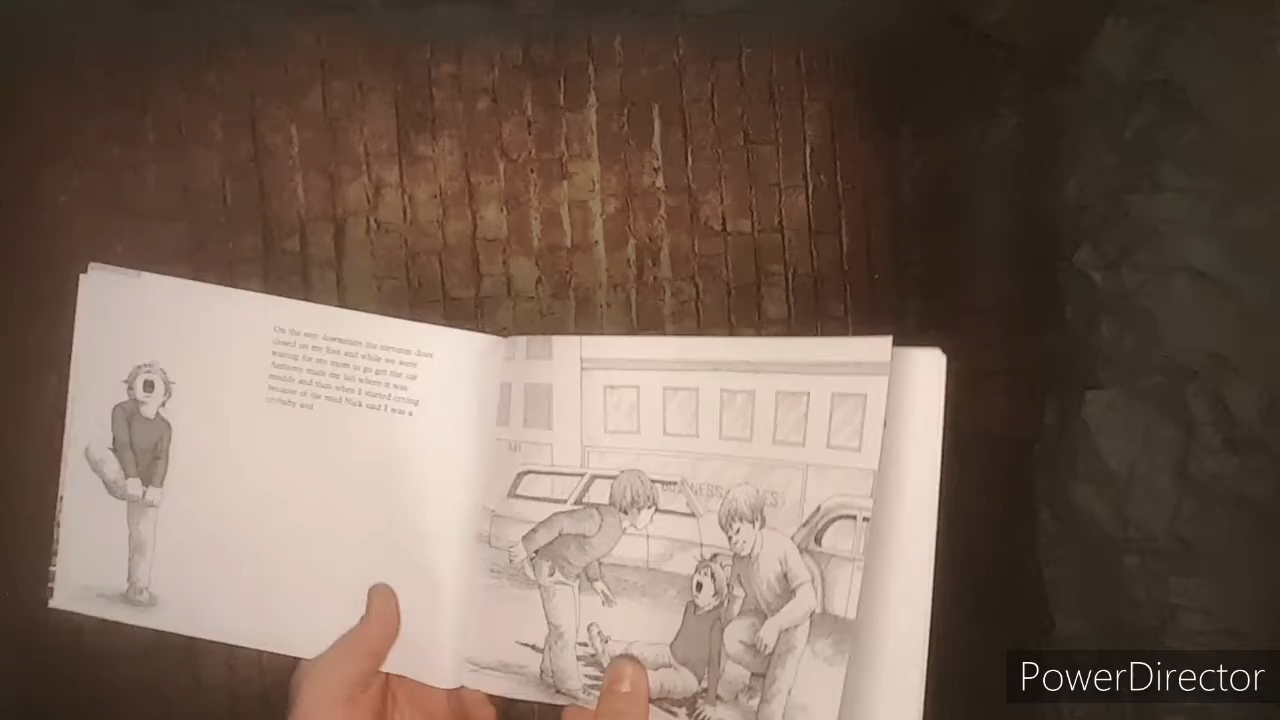 On the way downstairs the elevator door
closed on my foot and while we were
waiting for my mom to go get the car
Anthony made me fall where it was
muddy and then when I started crying
because of the mud Nick said I was a
crybaby and
PowerDirector